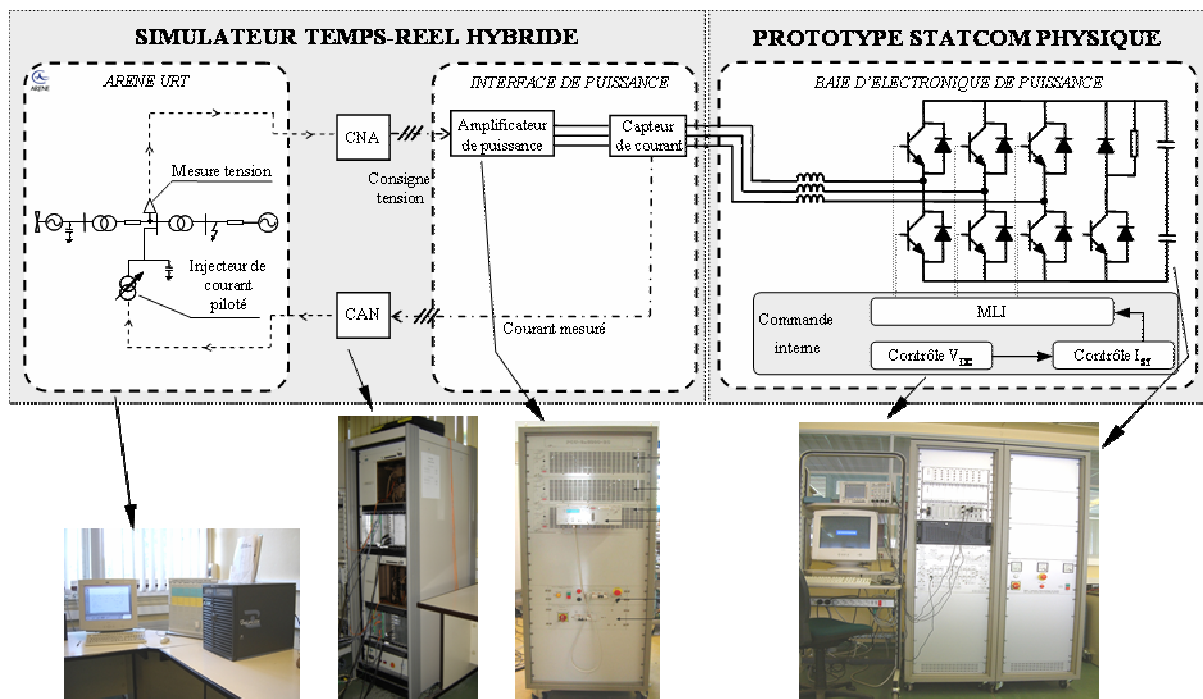 SIMULATEUR TEMPS-REEL HYBRIDE
PROTOTYPE STATCOM PHYSIQUE
ARENE
ARENE URT
INTERFACE DE PUISSANCE
BAIE D'ELECTRONIQUE DE PUISSANCE
CNA
Amplificateur
de puissance
Capteur
de courant
Mesure tension
Consigne
tension
Injecteur de
courant
piloté
CAN
Courant mesuré
Commande
interne
MLI
Contrôle V
Contrôle I